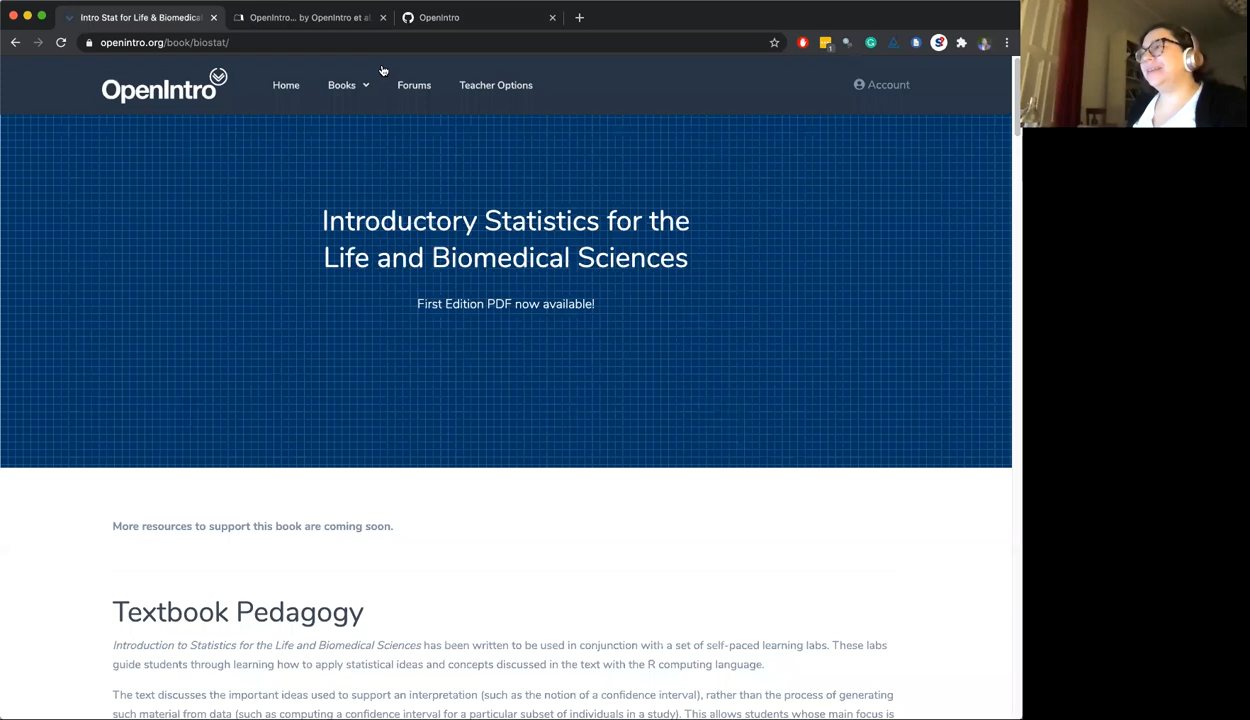 Intro Stat for Life & Biomedical
OpenIntro... by OpenIntro et al
OpenIntro
openintro.org/book/biostat/
OpenIntro
Home
Books
Forums
Teacher Options
Account
Introductory Statistics for the
Life and Biomedical Sciences
First Edition PDF now available!
More resources to support this book are coming soon.
Textbook Pedagogy
Introduction to Statistics for the Life and Biomedical Sciences has been written to be used in conjunction with a set of self-paced learning labs. These labs
guide students through learning how to apply statistical ideas and concepts discussed in the text with the R computing language.
The text discusses the important ideas used to support an interpretation (such as the notion of a confidence interval), rather than the process of generating
such material from data (such as computing a confidence interval for a particular subset of individuals in a study). This allows students whose main focus is